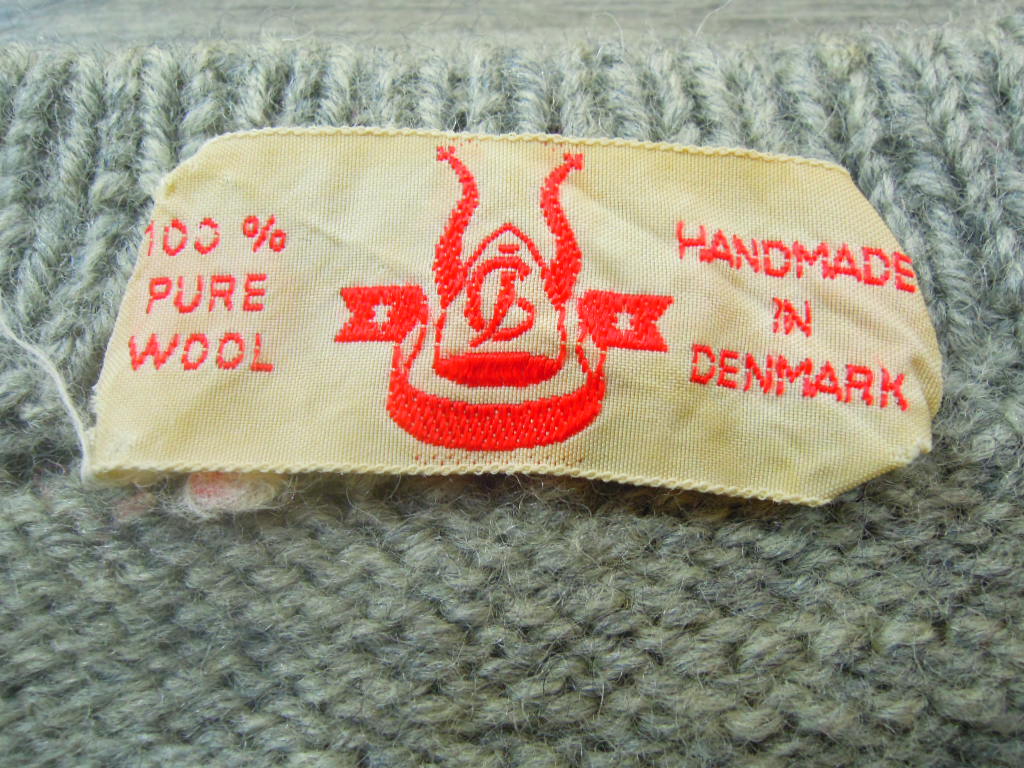 100 %
PURE
WOOL
HANDMADE
IN
DENMARK